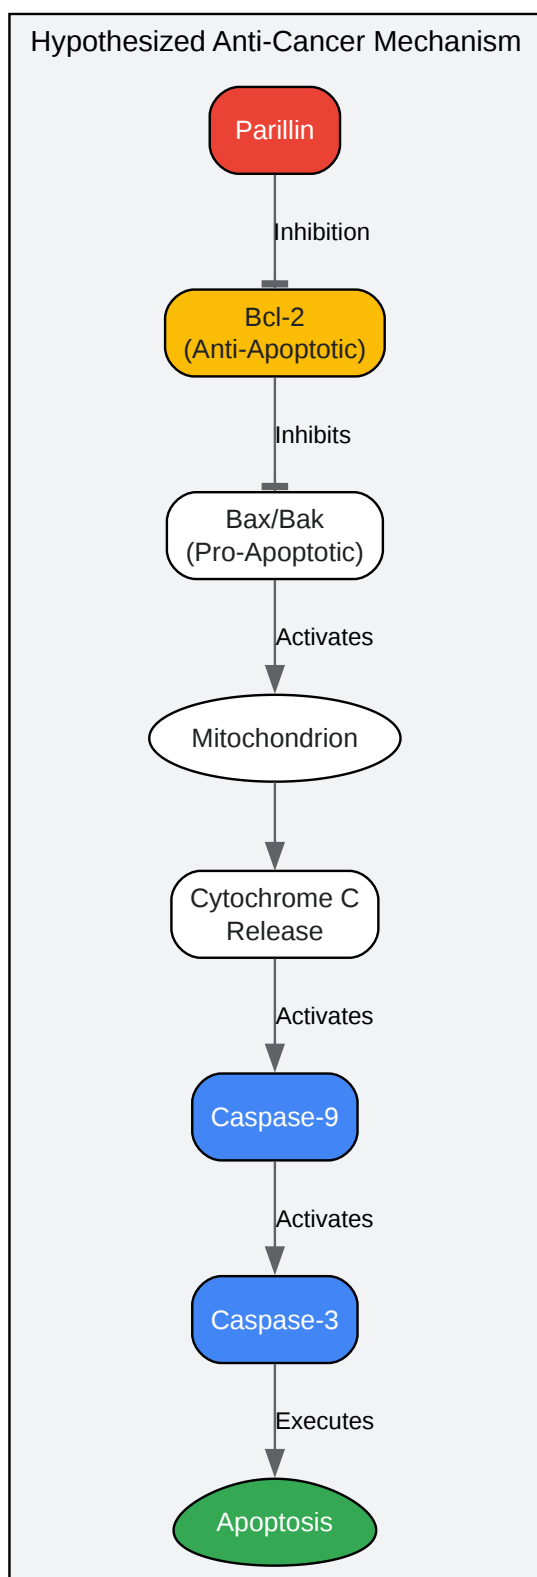 Hypothesized Anti-Cancer Mechanism
Parillin
Inhibition
Bcl-2
(Anti-Apoptotic)
Inhibits
Bax/Bak
(Pro-Apoptotic)
Activates
Mitochondrion
Cytochrome C
Release
Activates
Caspase-9
Activates
Caspase-3
Executes
Apoptosis